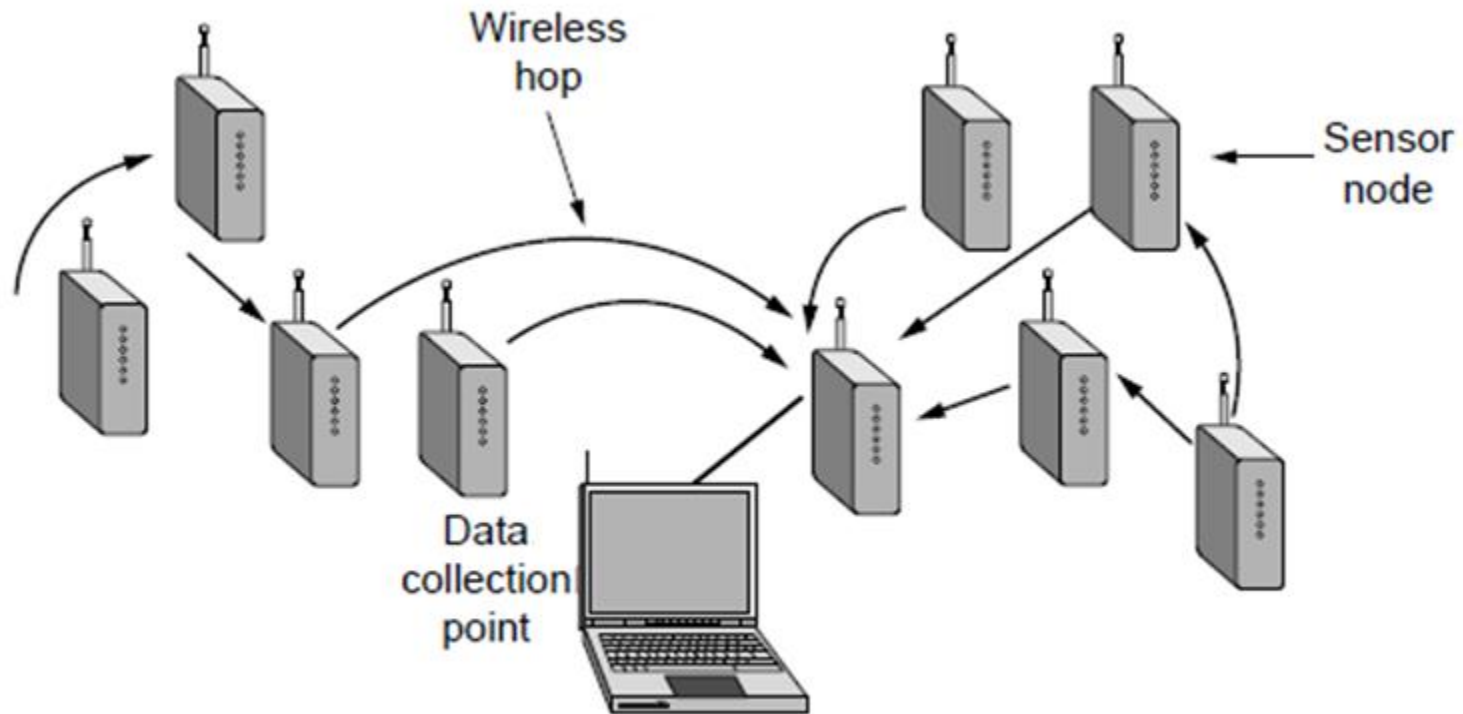 Wireless
hop
Sensor
node
Data
collection
point